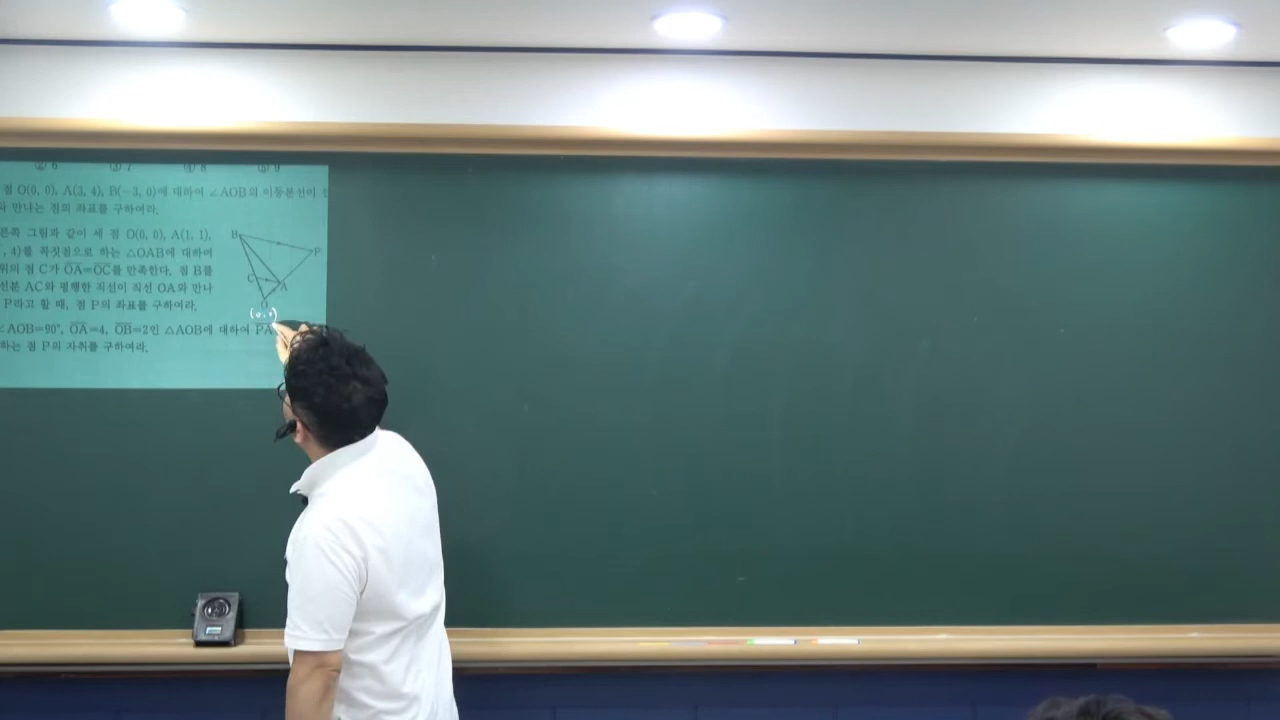 ② 6 ③ 7 ④ 8 ⑤ 9
점 O(0, 0), A(3, 4), B(-3, 0)에 대하여 ∠AOB의 이등분선이
만나는 점의 좌표를 구하여라.
른쪽 그림과 같이 세 점 O(0, 0), A(1, 1),
, 4)를 꼭짓점으로 하는 △OAB에 대하여
위의 점 C가 OA=OC를 만족한다. 점 B를
선분 AC와 평행한 직선이 직선 OA와 만나
P라고 할 때, 점 P의 좌표를 구하여라.
B
P
C
A
O
(0, 0)
∠AOB=90°, OA=4, OB=2인 △AOB에 대하여 PA
하는 점 P의 자취를 구하여라.